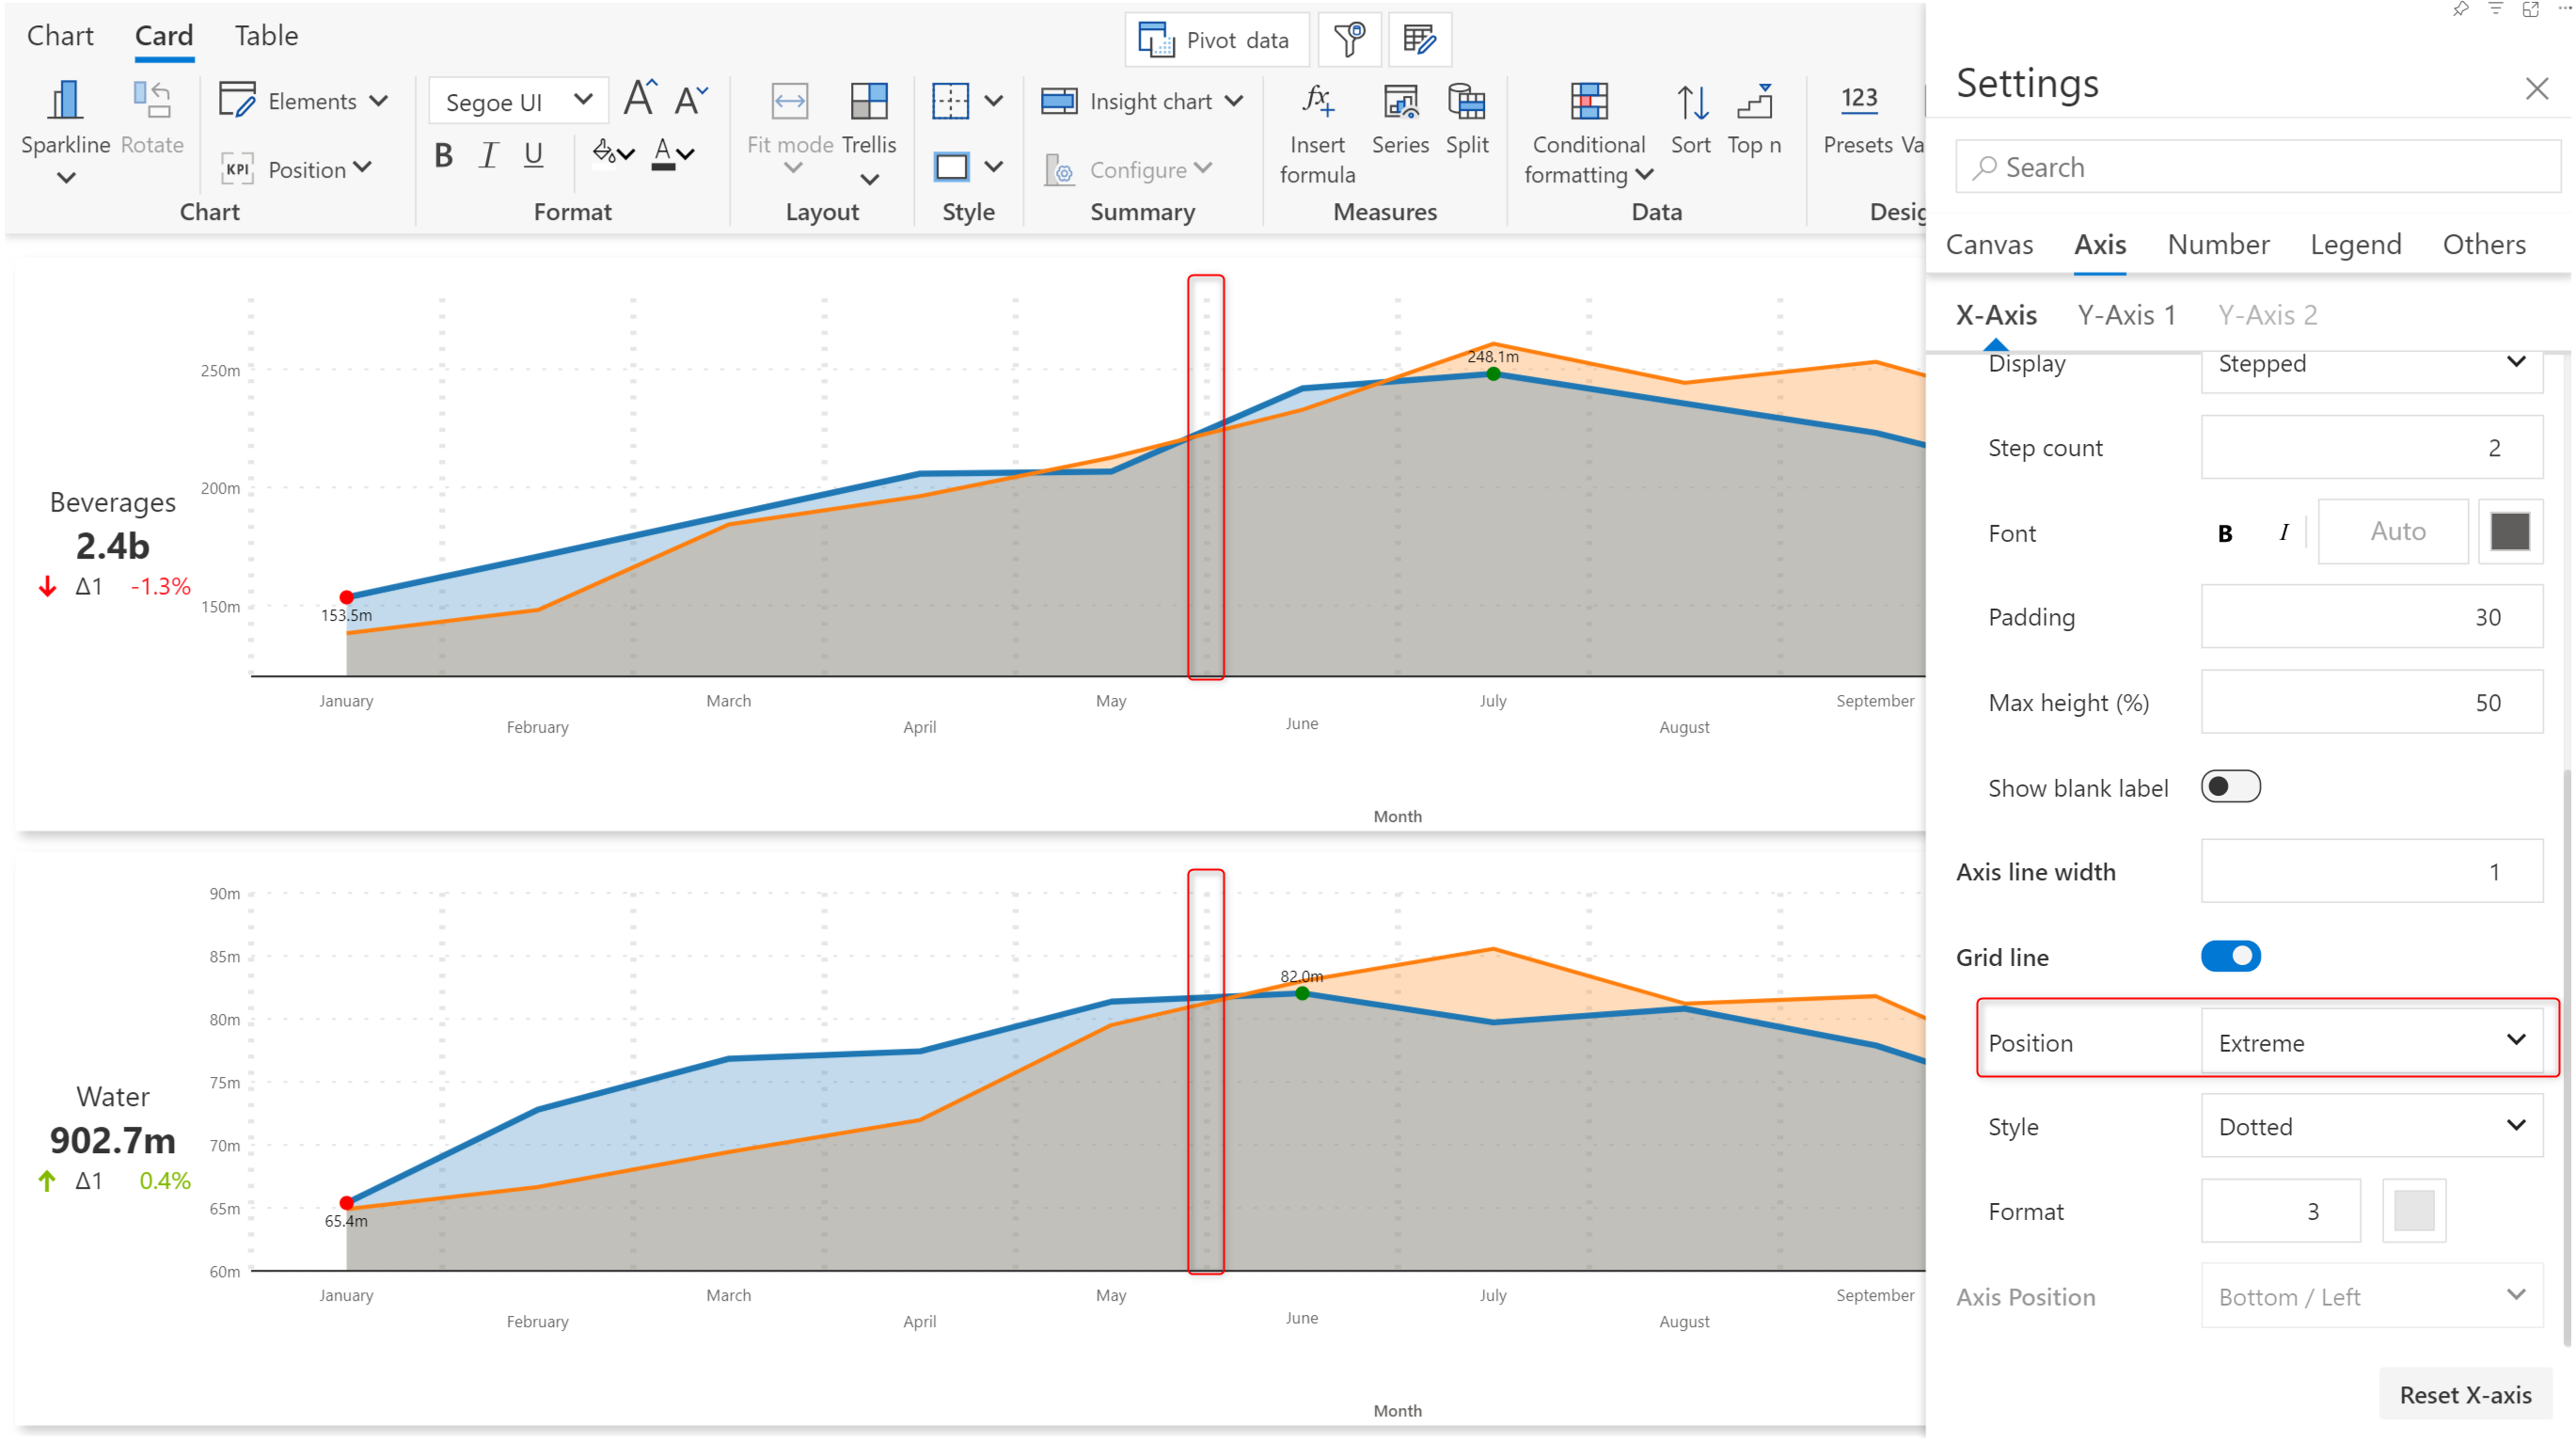 Chart Card Table
Pivot data
Sparkline Rotate
Elements
KPI Position
Chart
Segoe UI A A
B I U A
Format
Fit mode Trellis
Layout
Style
Insight chart
Configure
Summary
fx
Insert formula Series Split
Measures
Conditional formatting Sort Top n
Data
123
Presets Va
Desig
Beverages
2.4b
Δ1 -1.3%
250m
200m
150m
248.1m
153.5m
January
February
March
April
May
June
July
August
September
Month
Water
902.7m
Δ1 0.4%
90m
85m
80m
75m
70m
65m
60m
82.0m
65.4m
January
February
March
April
May
June
July
August
September
Month
Settings
Search
Canvas Axis Number Legend Others
X-Axis Y-Axis 1 Y-Axis 2
Display Stepped
Step count 2
Font B I Auto
Padding 30
Max height (%) 50
Show blank label
Axis line width 1
Grid line
Position Extreme
Style Dotted
Format 3
Axis Position Bottom / Left
Reset X-axis